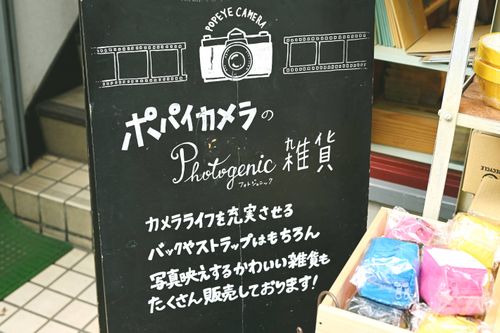 POPEYE CAMERA
ポパイカメラの
Photogenic 雑貨
フォトジェニック
カメラライフを充実させる
バッグやストラップはもちろん
写真映えするかわいい雑貨も
たくさん販売しております!